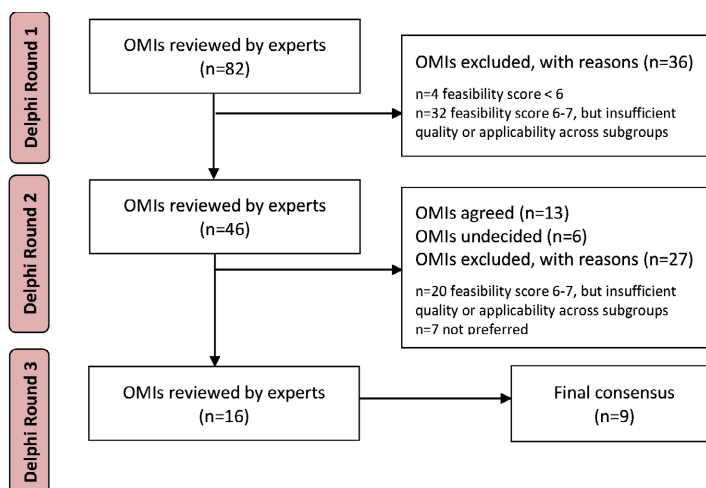 Delphi Round 1
OMIs reviewed by experts
(n=82)
OMIs excluded, with reasons (n=36)
n=4 feasibility score < 6
n=32 feasibility score 6-7, but insufficient
quality or applicability across subgroups
Delphi Round 2
OMIs reviewed by experts
(n=46)
OMIs agreed (n=13)
OMIs undecided (n=6)
OMIs excluded, with reasons (n=27)
n=20 feasibility score 6-7, but insufficient
quality or applicability across subgroups
n=7 not preferred
Delphi Round 3
OMIs reviewed by experts
(n=16)
Final consensus
(n=9)